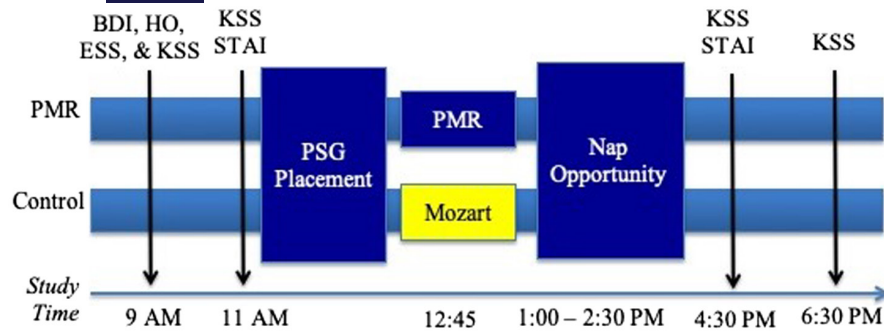 BDI, HO,
ESS, & KSS
KSS
STAI
KSS
STAI
KSS
PMR
PSG
Placement
PMR
Nap
Opportunity
Control
Mozart
Study
Time
9 AM
11 AM
12:45
1:00 – 2:30 PM
4:30 PM
6:30 PM